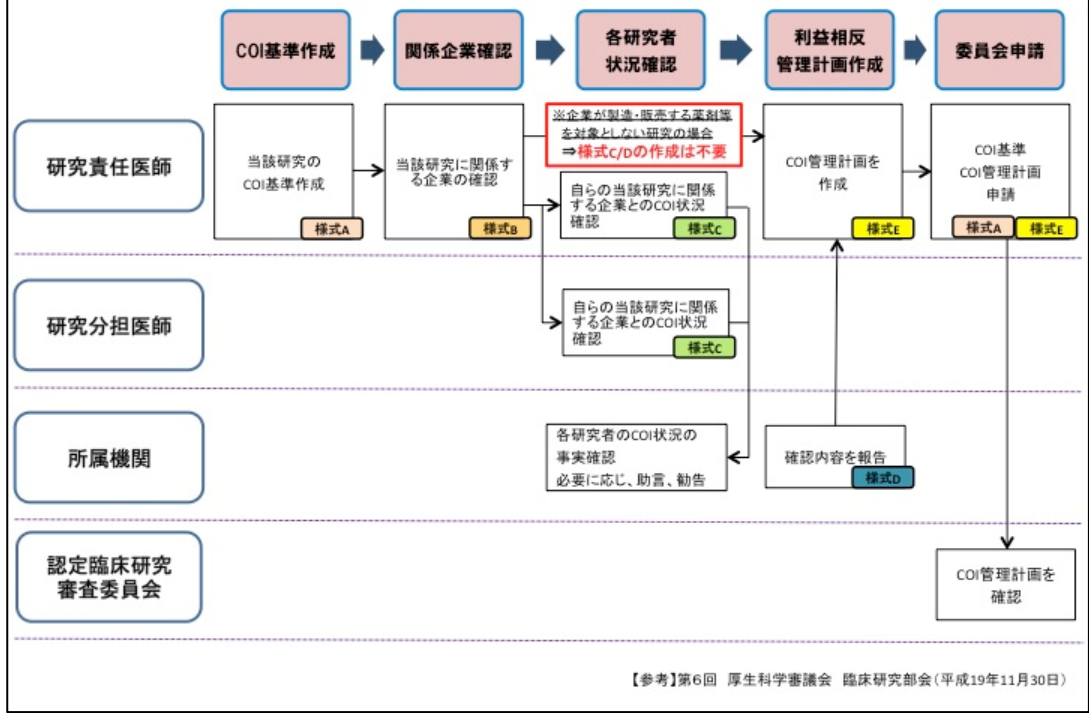 COI基準作成
関係企業確認
各研究者
状況確認
利益相反
管理計画作成
委員会申請
研究責任医師
当該研究の
COI基準作成
様式A
当該研究に関係す
る企業の確認
様式B
※企業が製造・販売する薬剤等
を対象としない研究の場合
⇒様式C/Dの作成は不要
自らの当該研究に関係
する企業とのCOI状況
確認
様式C
COI管理計画を
作成
様式E
COI基準
COI管理計画
申請
様式A
様式E
研究分担医師
自らの当該研究に関係
する企業とのCOI状況
確認
様式C
所属機関
各研究者のCOI状況の
事実確認
必要に応じ、助言、勧告
確認内容を報告
様式D
認定臨床研究
審査委員会
COI管理計画を
確認
【参考】第6回 厚生科学審議会 臨床研究部会(平成19年11月30日)